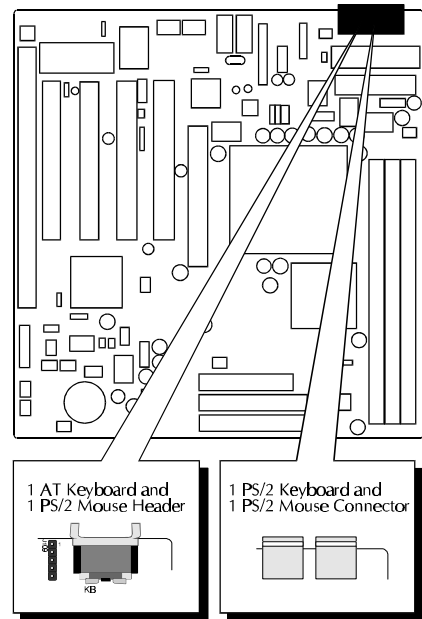 1 AT Keyboard and
1 PS/2 Mouse Header
1
KB
1 PS/2 Keyboard and
1 PS/2 Mouse Connector